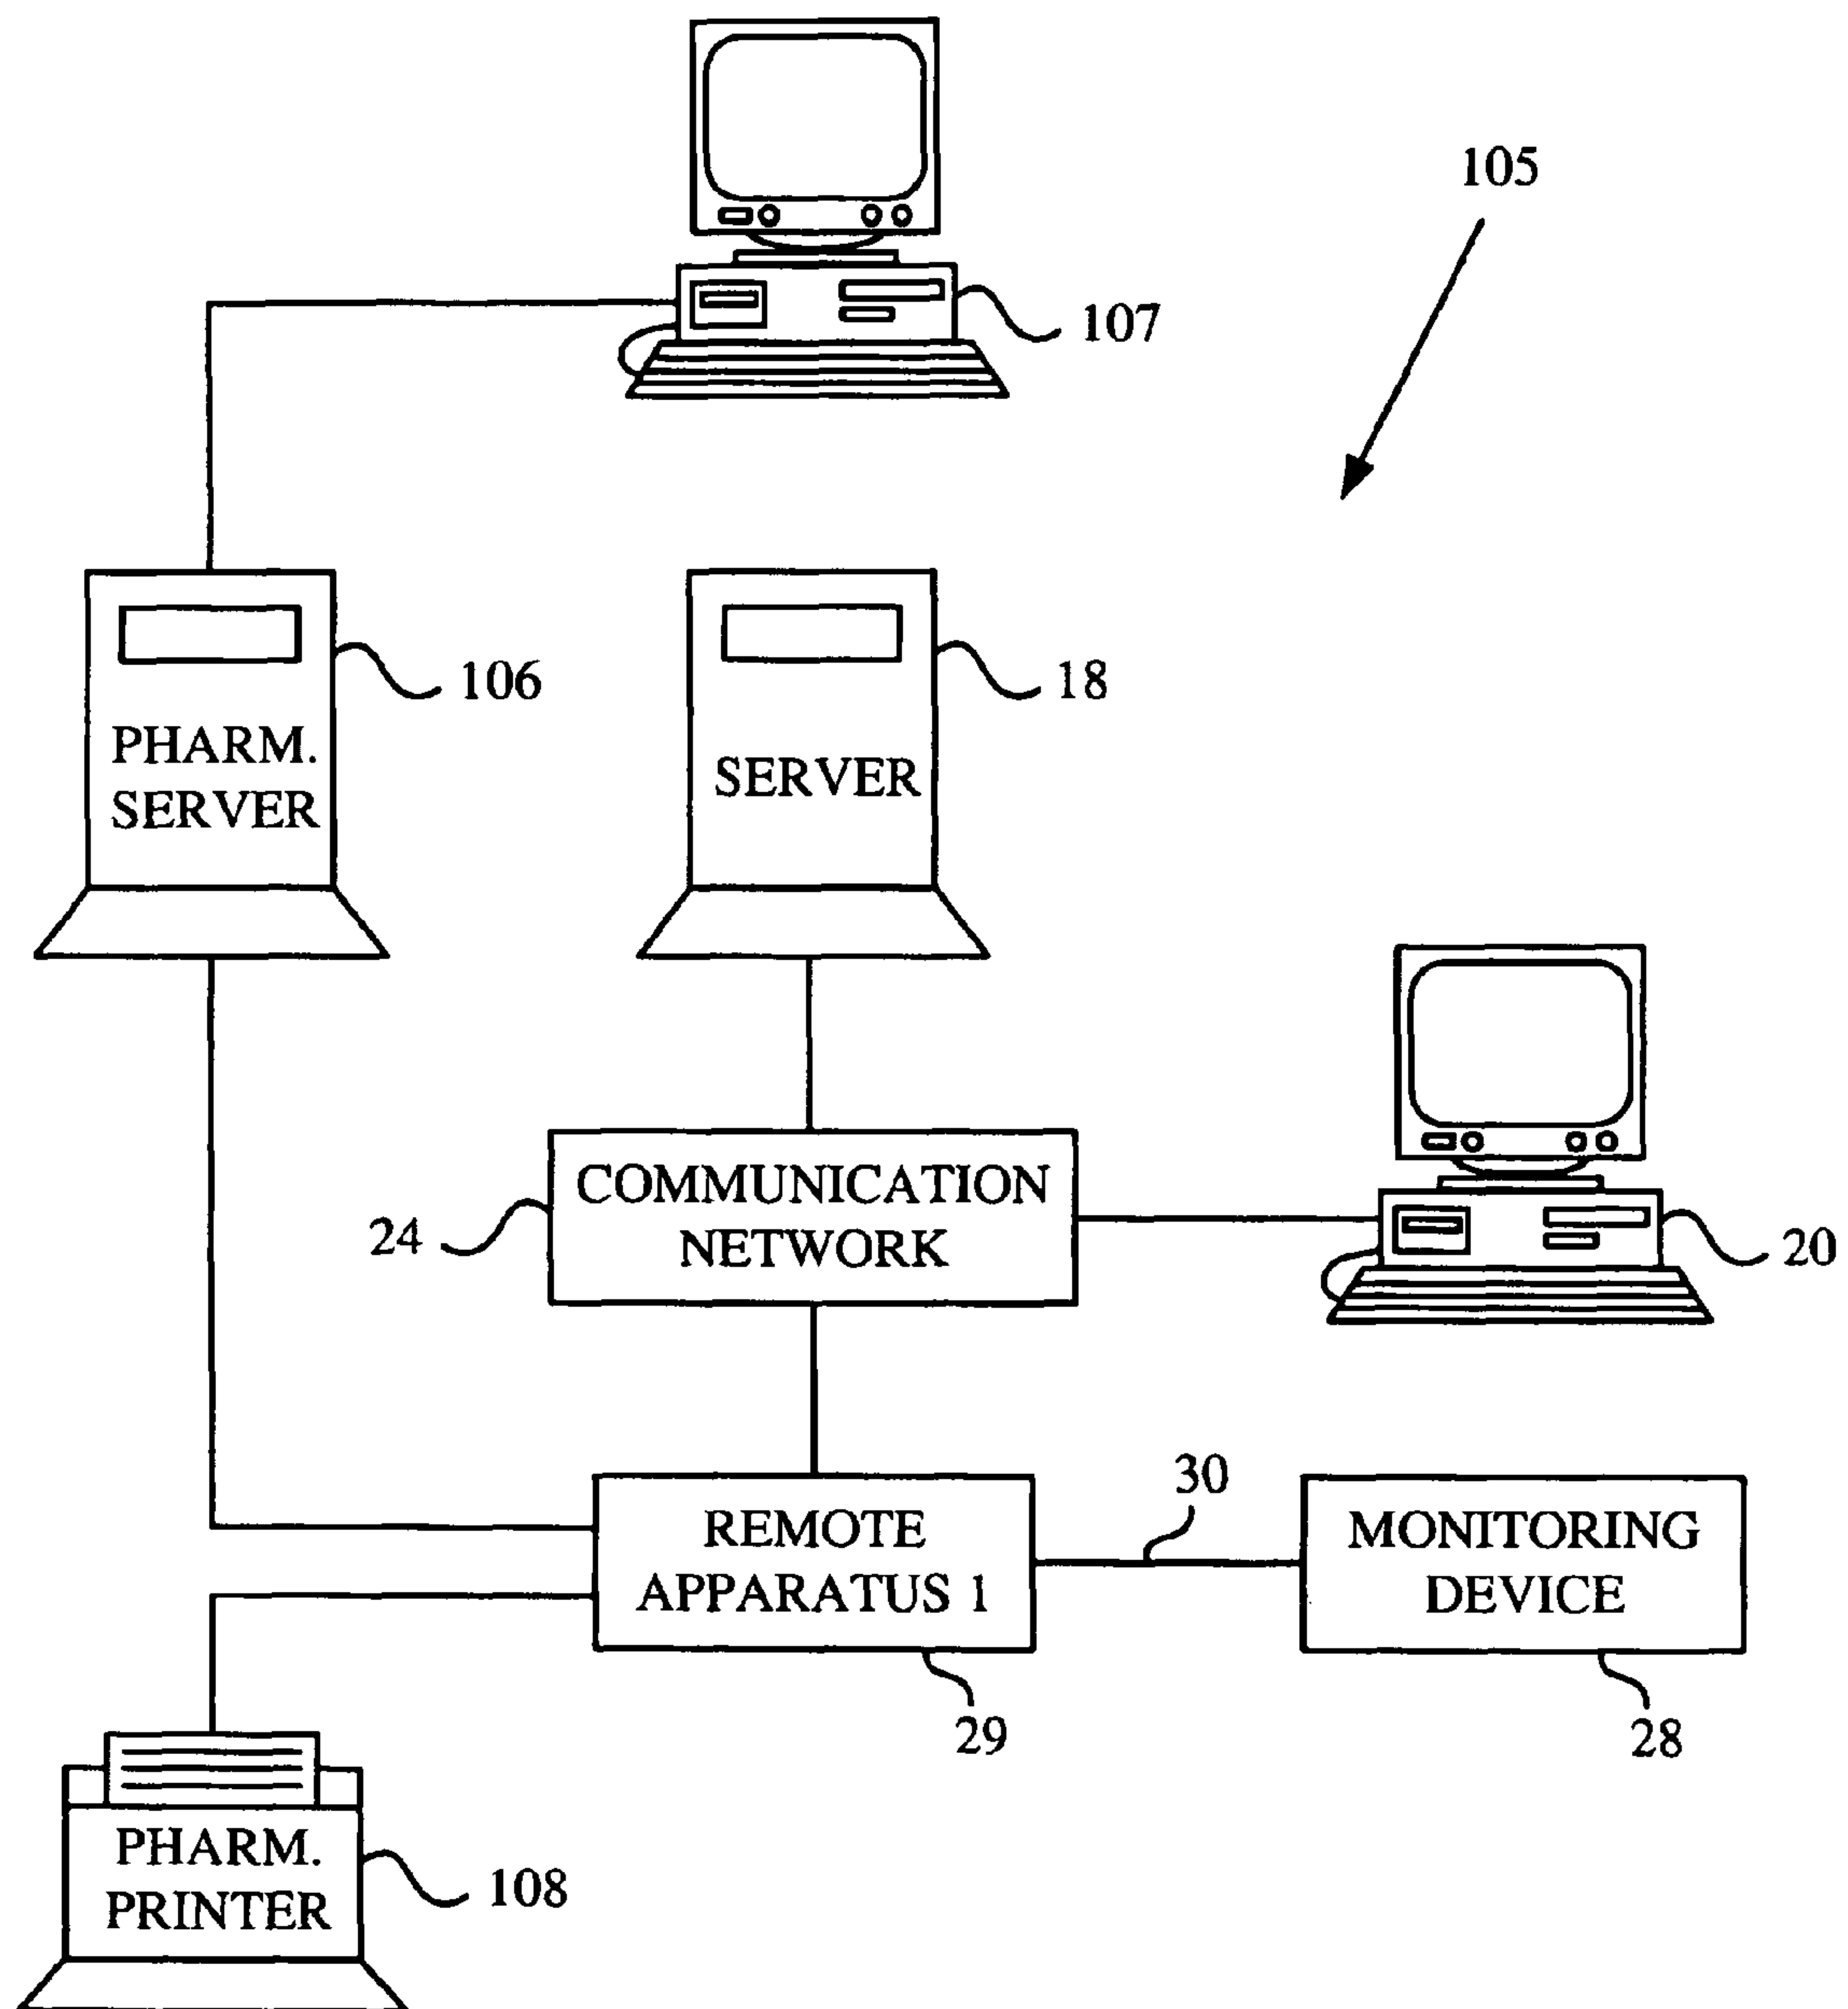 105
107
106
18
PHARM.
SERVER
SERVER
COMMUNICATION
NETWORK
24
20
30
REMOTE
APPARATUS 1
MONITORING
DEVICE
29
28
PHARM.
PRINTER
108